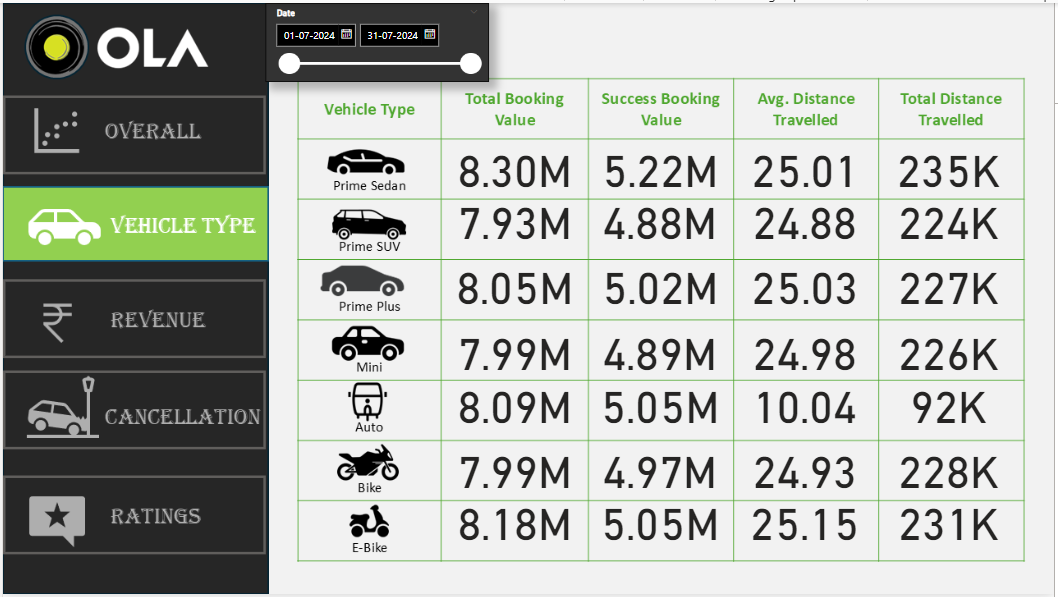 OLA
Date
01-07-2024 31-07-2024
OVERALL
VEHICLE TYPE
REVENUE
CANCELLATION
RATINGS
Vehicle Type Total Booking Value Success Booking Value Avg. Distance Travelled Total Distance Travelled
Prime Sedan 8.30M 5.22M 25.01 235K
Prime SUV 7.93M 4.88M 24.88 224K
Prime Plus 8.05M 5.02M 25.03 227K
Mini 7.99M 4.89M 24.98 226K
Auto 8.09M 5.05M 10.04 92K
Bike 7.99M 4.97M 24.93 228K
E-Bike 8.18M 5.05M 25.15 231K